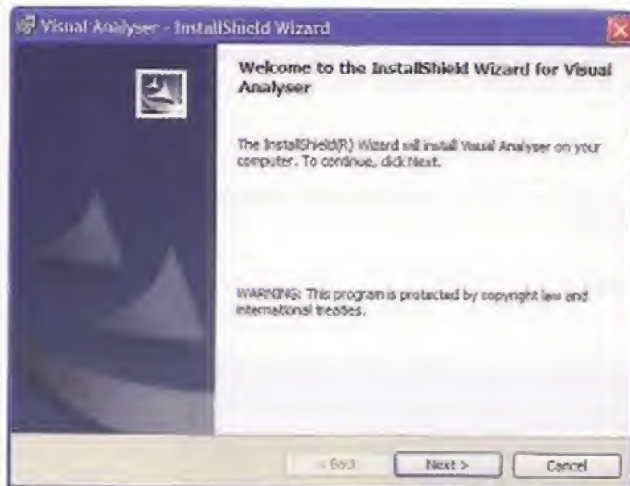 Visual Analyser - InstallShield Wizard
Welcome to the InstallShield Wizard for Visual
Analyser
The InstallShield(R) Wizard will install Visual Analyser on your
computer. To continue, click Next.
WARNING: This program is protected by copyright law and
international treaties.
< Back
Next >
Cancel